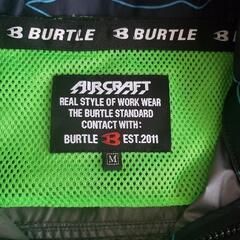 BURTLE BURTLE
AIRCRAFT
REAL STYLE OF WORK WEAR
THE BURTLE STANDARD
CONTACT WITH:
BURTLE B EST.2011
M